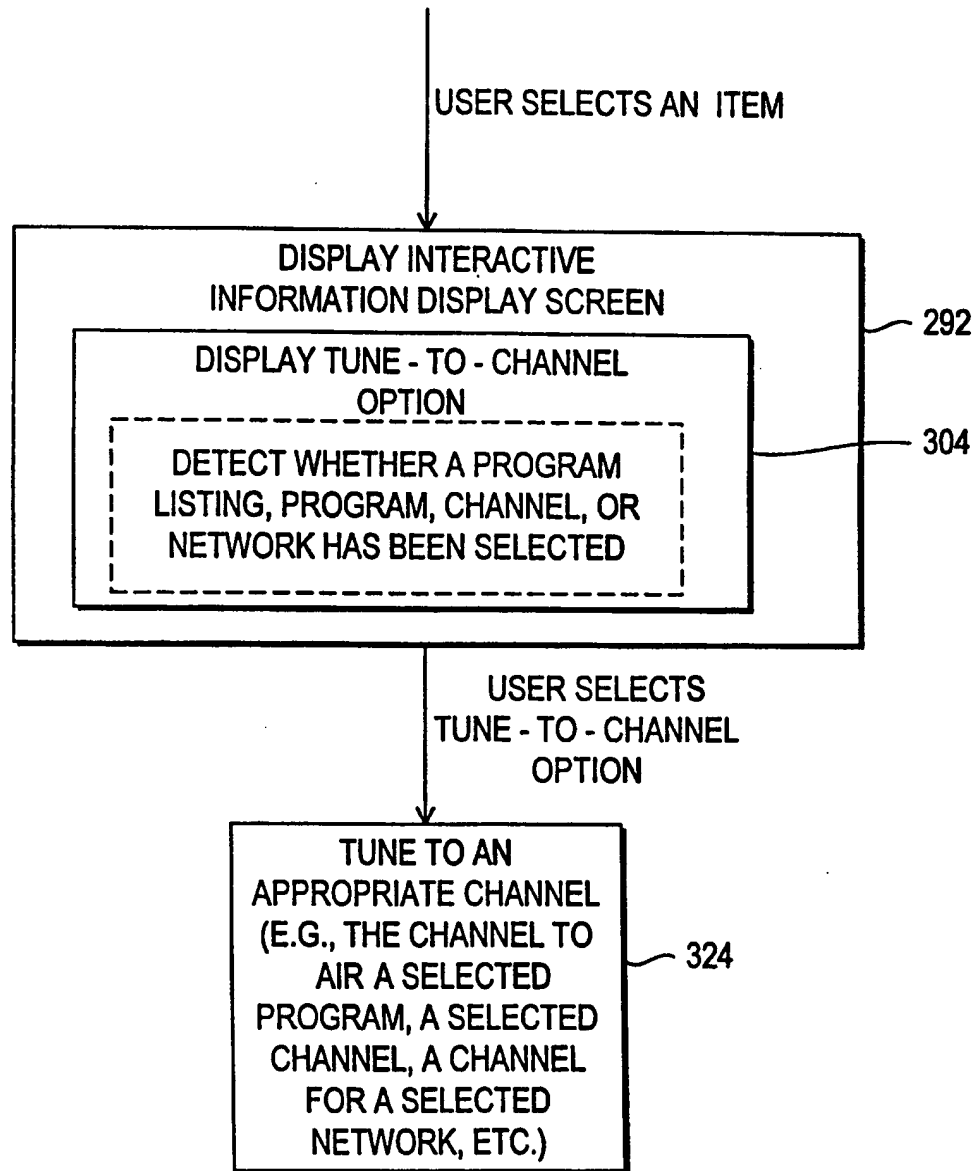 USER SELECTS AN ITEM
DISPLAY INTERACTIVE
INFORMATION DISPLAY SCREEN
292
DISPLAY TUNE - TO - CHANNEL
OPTION
304
DETECT WHETHER A PROGRAM
LISTING, PROGRAM, CHANNEL, OR
NETWORK HAS BEEN SELECTED
USER SELECTS
TUNE - TO - CHANNEL
OPTION
TUNE TO AN
APPROPRIATE CHANNEL
(E.G., THE CHANNEL TO
AIR A SELECTED
PROGRAM, A SELECTED
CHANNEL, A CHANNEL
FOR A SELECTED
NETWORK, ETC.)
324